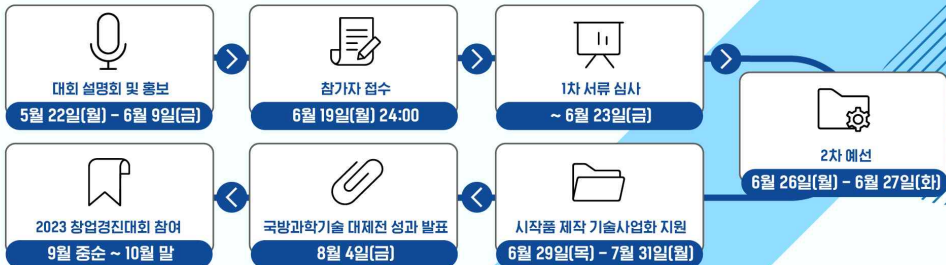 대회 설명회 및 홍보
5월 22일(월) - 6월 9일(금)
참가자 접수
6월 19일(월) 24:00
1차 서류 심사
~ 6월 23일(금)
2차 예선
6월 26일(월) - 6월 27일(화)
시작품 제작 기술사업화 지원
6월 29일(목) - 7월 31일(월)
국방과학기술 대제전 성과 발표
8월 4일(금)
2023 창업경진대회 참여
9월 중순 ~ 10월 말